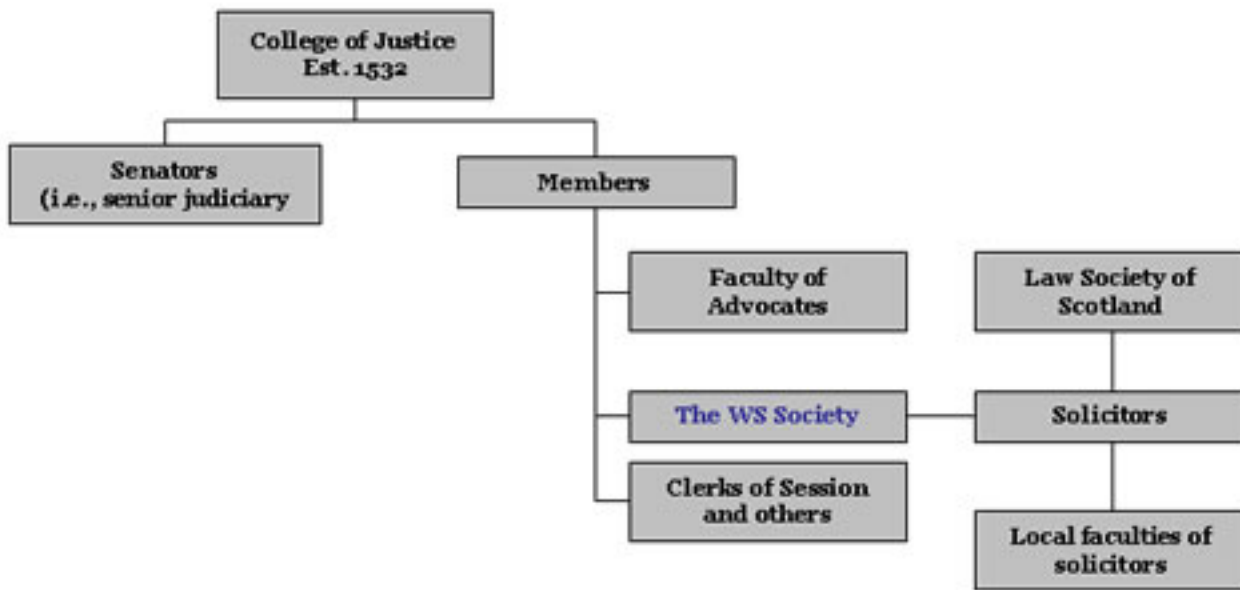 College of Justice
Est. 1532
Senators
(i.e., senior judiciary
Members
Faculty of
Advocates
Law Society of
Scotland
The WS Society
Solicitors
Clerks of Session
and others
Local faculties of
solicitors